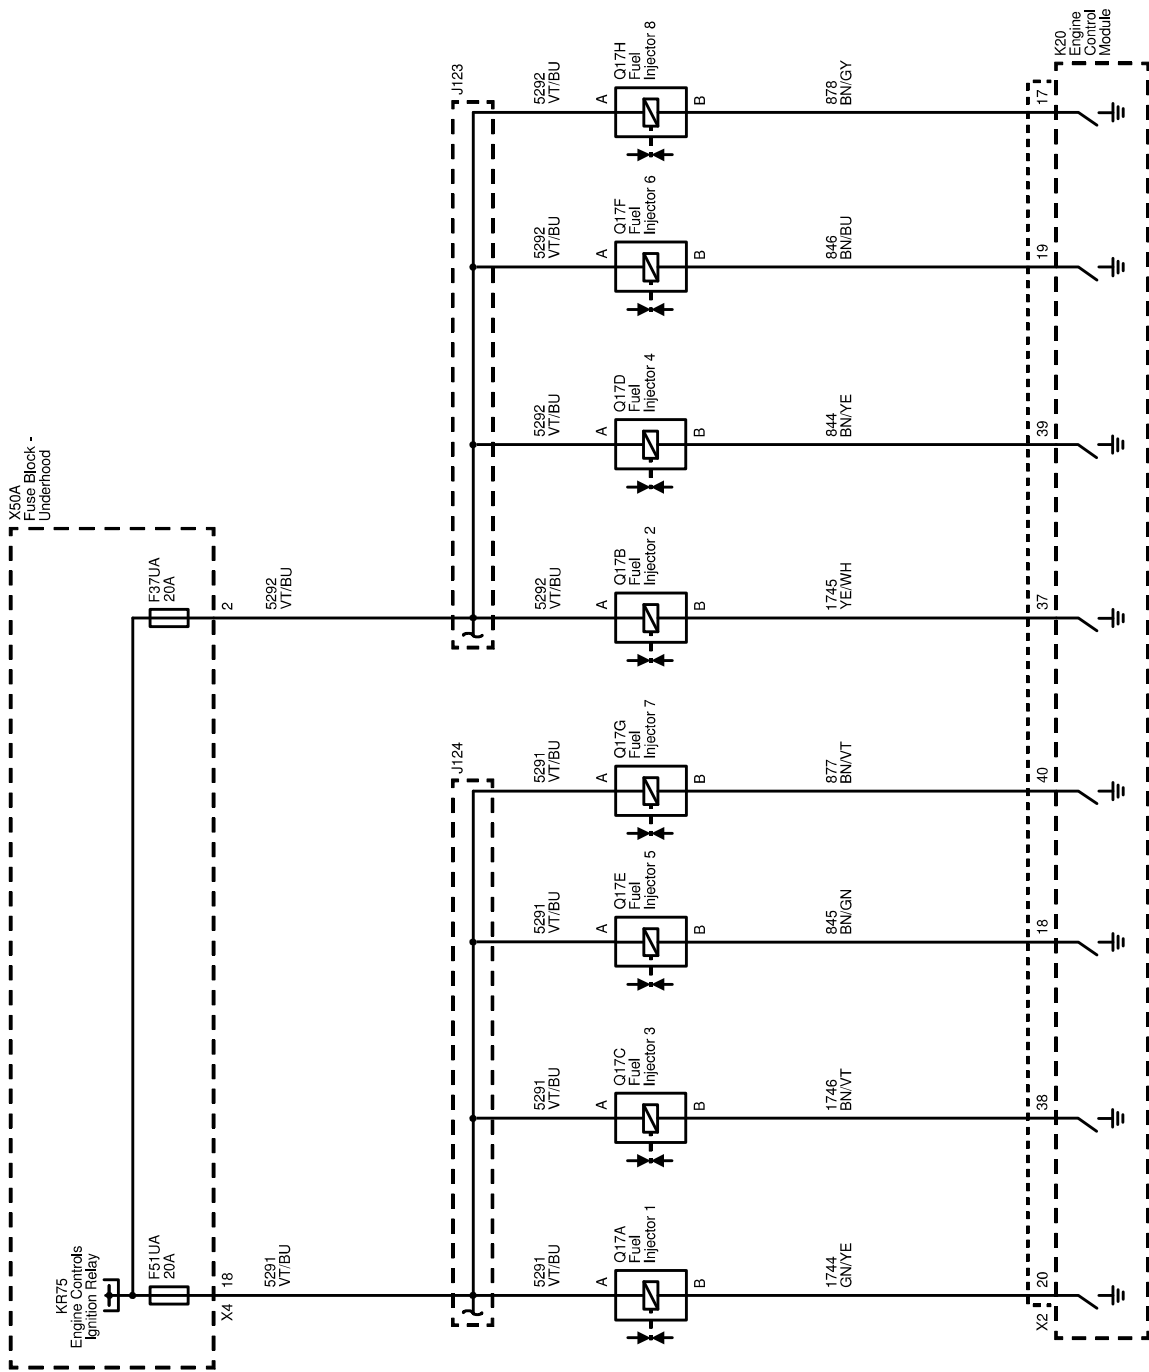 X50A
Fuse Block -
Underhood
KR75
Engine Controls
Ignition Relay
F51UA
20A
F37UA
20A
X4
18
2
5291
VT/BU
5292
VT/BU
J124
J123
5291
VT/BU
5291
VT/BU
5291
VT/BU
5291
VT/BU
5292
VT/BU
5292
VT/BU
5292
VT/BU
5292
VT/BU
A
A
A
A
A
A
A
A
Q17A
Fuel
Injector 1
Q17C
Fuel
Injector 3
Q17E
Fuel
Injector 5
Q17G
Fuel
Injector 7
Q17B
Fuel
Injector 2
Q17D
Fuel
Injector 4
Q17F
Fuel
Injector 6
Q17H
Fuel
Injector 8
B
B
B
B
B
B
B
B
1744
GN/YE
1746
BN/VT
845
BN/GN
877
BN/VT
1745
YE/WH
844
BN/YE
846
BN/BU
878
BN/GY
X2
20
38
18
40
37
39
19
17
K20
Engine
Control
Module